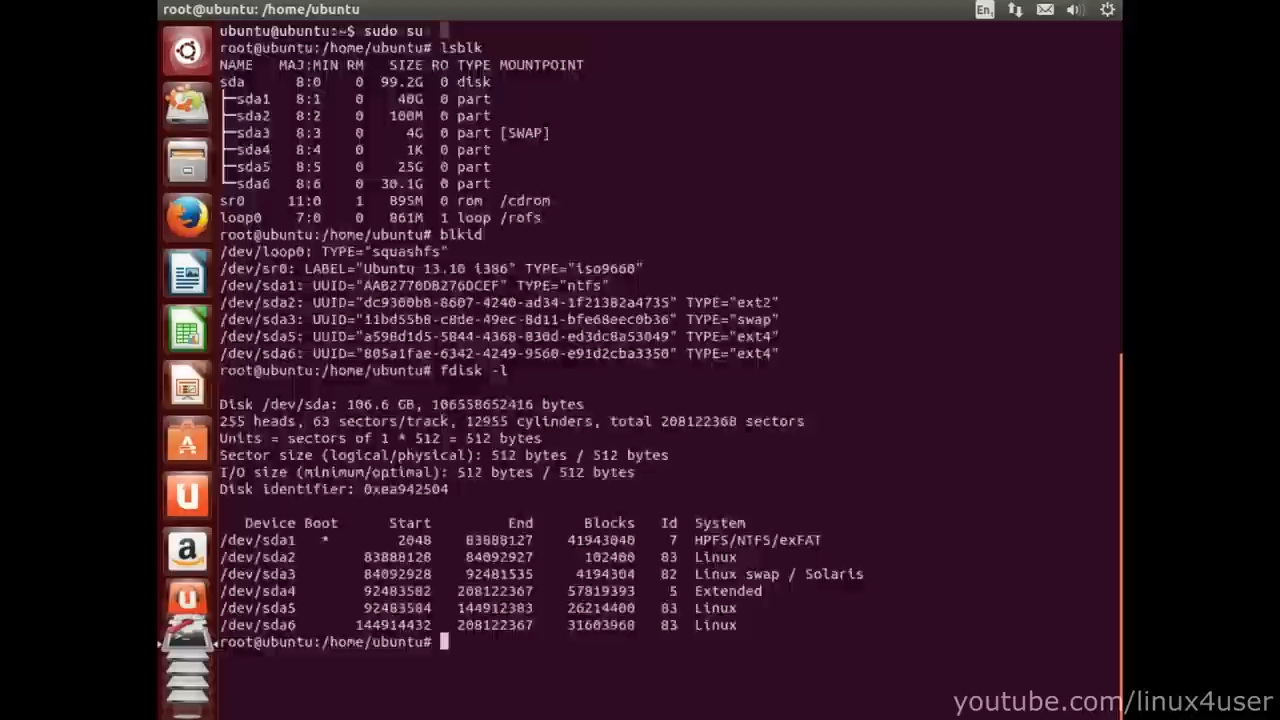 root@ubuntu: /home/ubuntu
En
ubuntu@ubuntu:~$ sudo su
root@ubuntu:/home/ubuntu# lsblk
NAME   MAJ:MIN RM   SIZE RO TYPE MOUNTPOINT
sda      8:0    0  99.2G  0 disk
├─sda1   8:1    0    40G  0 part
├─sda2   8:2    0   100M  0 part
├─sda3   8:3    0     4G  0 part [SWAP]
├─sda4   8:4    0     1K  0 part
├─sda5   8:5    0    25G  0 part
└─sda6   8:6    0  30.1G  0 part
sr0     11:0    1   895M  0 rom  /cdrom
loop0    7:0    0   861M  1 loop /rofs
root@ubuntu:/home/ubuntu# blkid
/dev/loop0: TYPE="squashfs"
/dev/sr0: LABEL="Ubuntu 13.10 i386" TYPE="iso9660"
/dev/sda1: UUID="AAB2770DB276DCEF" TYPE="ntfs"
/dev/sda2: UUID="dc9300b8-8607-4240-ad34-1f21382a4735" TYPE="ext2"
/dev/sda3: UUID="11bd55b8-c8de-49ec-8d11-bfe68eec0b36" TYPE="swap"
/dev/sda5: UUID="a598d1d5-5844-4368-830d-ed3dc8a53049" TYPE="ext4"
/dev/sda6: UUID="805a1fae-6342-4249-9560-e91d2cba3350" TYPE="ext4"
root@ubuntu:/home/ubuntu# fdisk -l
Disk /dev/sda: 106.6 GB, 106558652416 bytes
255 heads, 63 sectors/track, 12955 cylinders, total 208122368 sectors
Units = sectors of 1 * 512 = 512 bytes
Sector size (logical/physical): 512 bytes / 512 bytes
I/O size (minimum/optimal): 512 bytes / 512 bytes
Disk identifier: 0xea942504
Device Boot      Start         End      Blocks   Id  System
/dev/sda1   *        2048    83888127    41943040    7  HPFS/NTFS/exFAT
/dev/sda2        83888128    84092927      102400   83  Linux
/dev/sda3        84092928    92481535     4194304   82  Linux swap / Solaris
/dev/sda4        92483582   208122367    57819393    5  Extended
/dev/sda5        92483584   144912383    26214400   83  Linux
/dev/sda6       144914432   208122367    31603968   83  Linux
root@ubuntu:/home/ubuntu#
youtube.com/linux4user